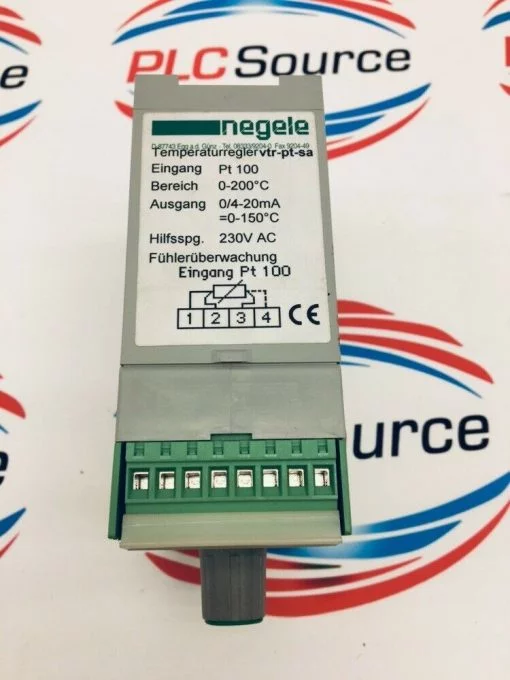 PLCSource
negele
D-87743 Egg a.d. Günz · Tel. 08333/9204-0 Fax 9204-49
Temperaturregler vtr-pt-sa
Eingang Pt 100
Bereich 0-200°C
Ausgang 0/4-20mA
=0-150°C
Hilfsspg. 230V AC
Fühlerüberwachung
Eingang Pt 100
1 2 3 4 CE
urce